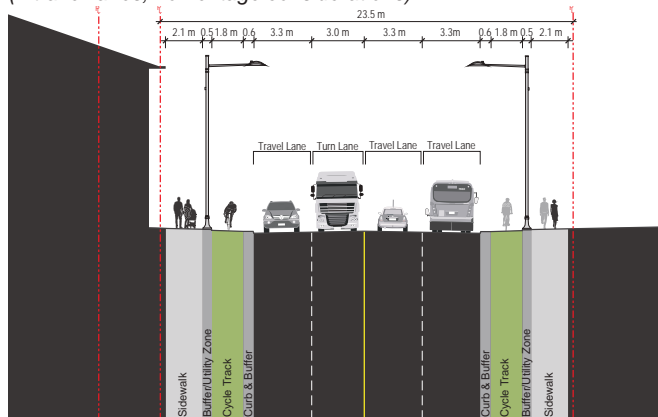 23.5 m
2.1 m 0.5 1.8 m 0.6 3.3 m 3.0 m 3.3 m 3.3m 0.6 1.8 m 0.5 2.1 m
Travel Lane Turn Lane Travel Lane Travel Lane
Sidewalk
Buffer/Utility Zone
Cycle Track
Curb & Buffer
Curb & Buffer
Cycle Track
Buffer/Utility Zone
Sidewalk